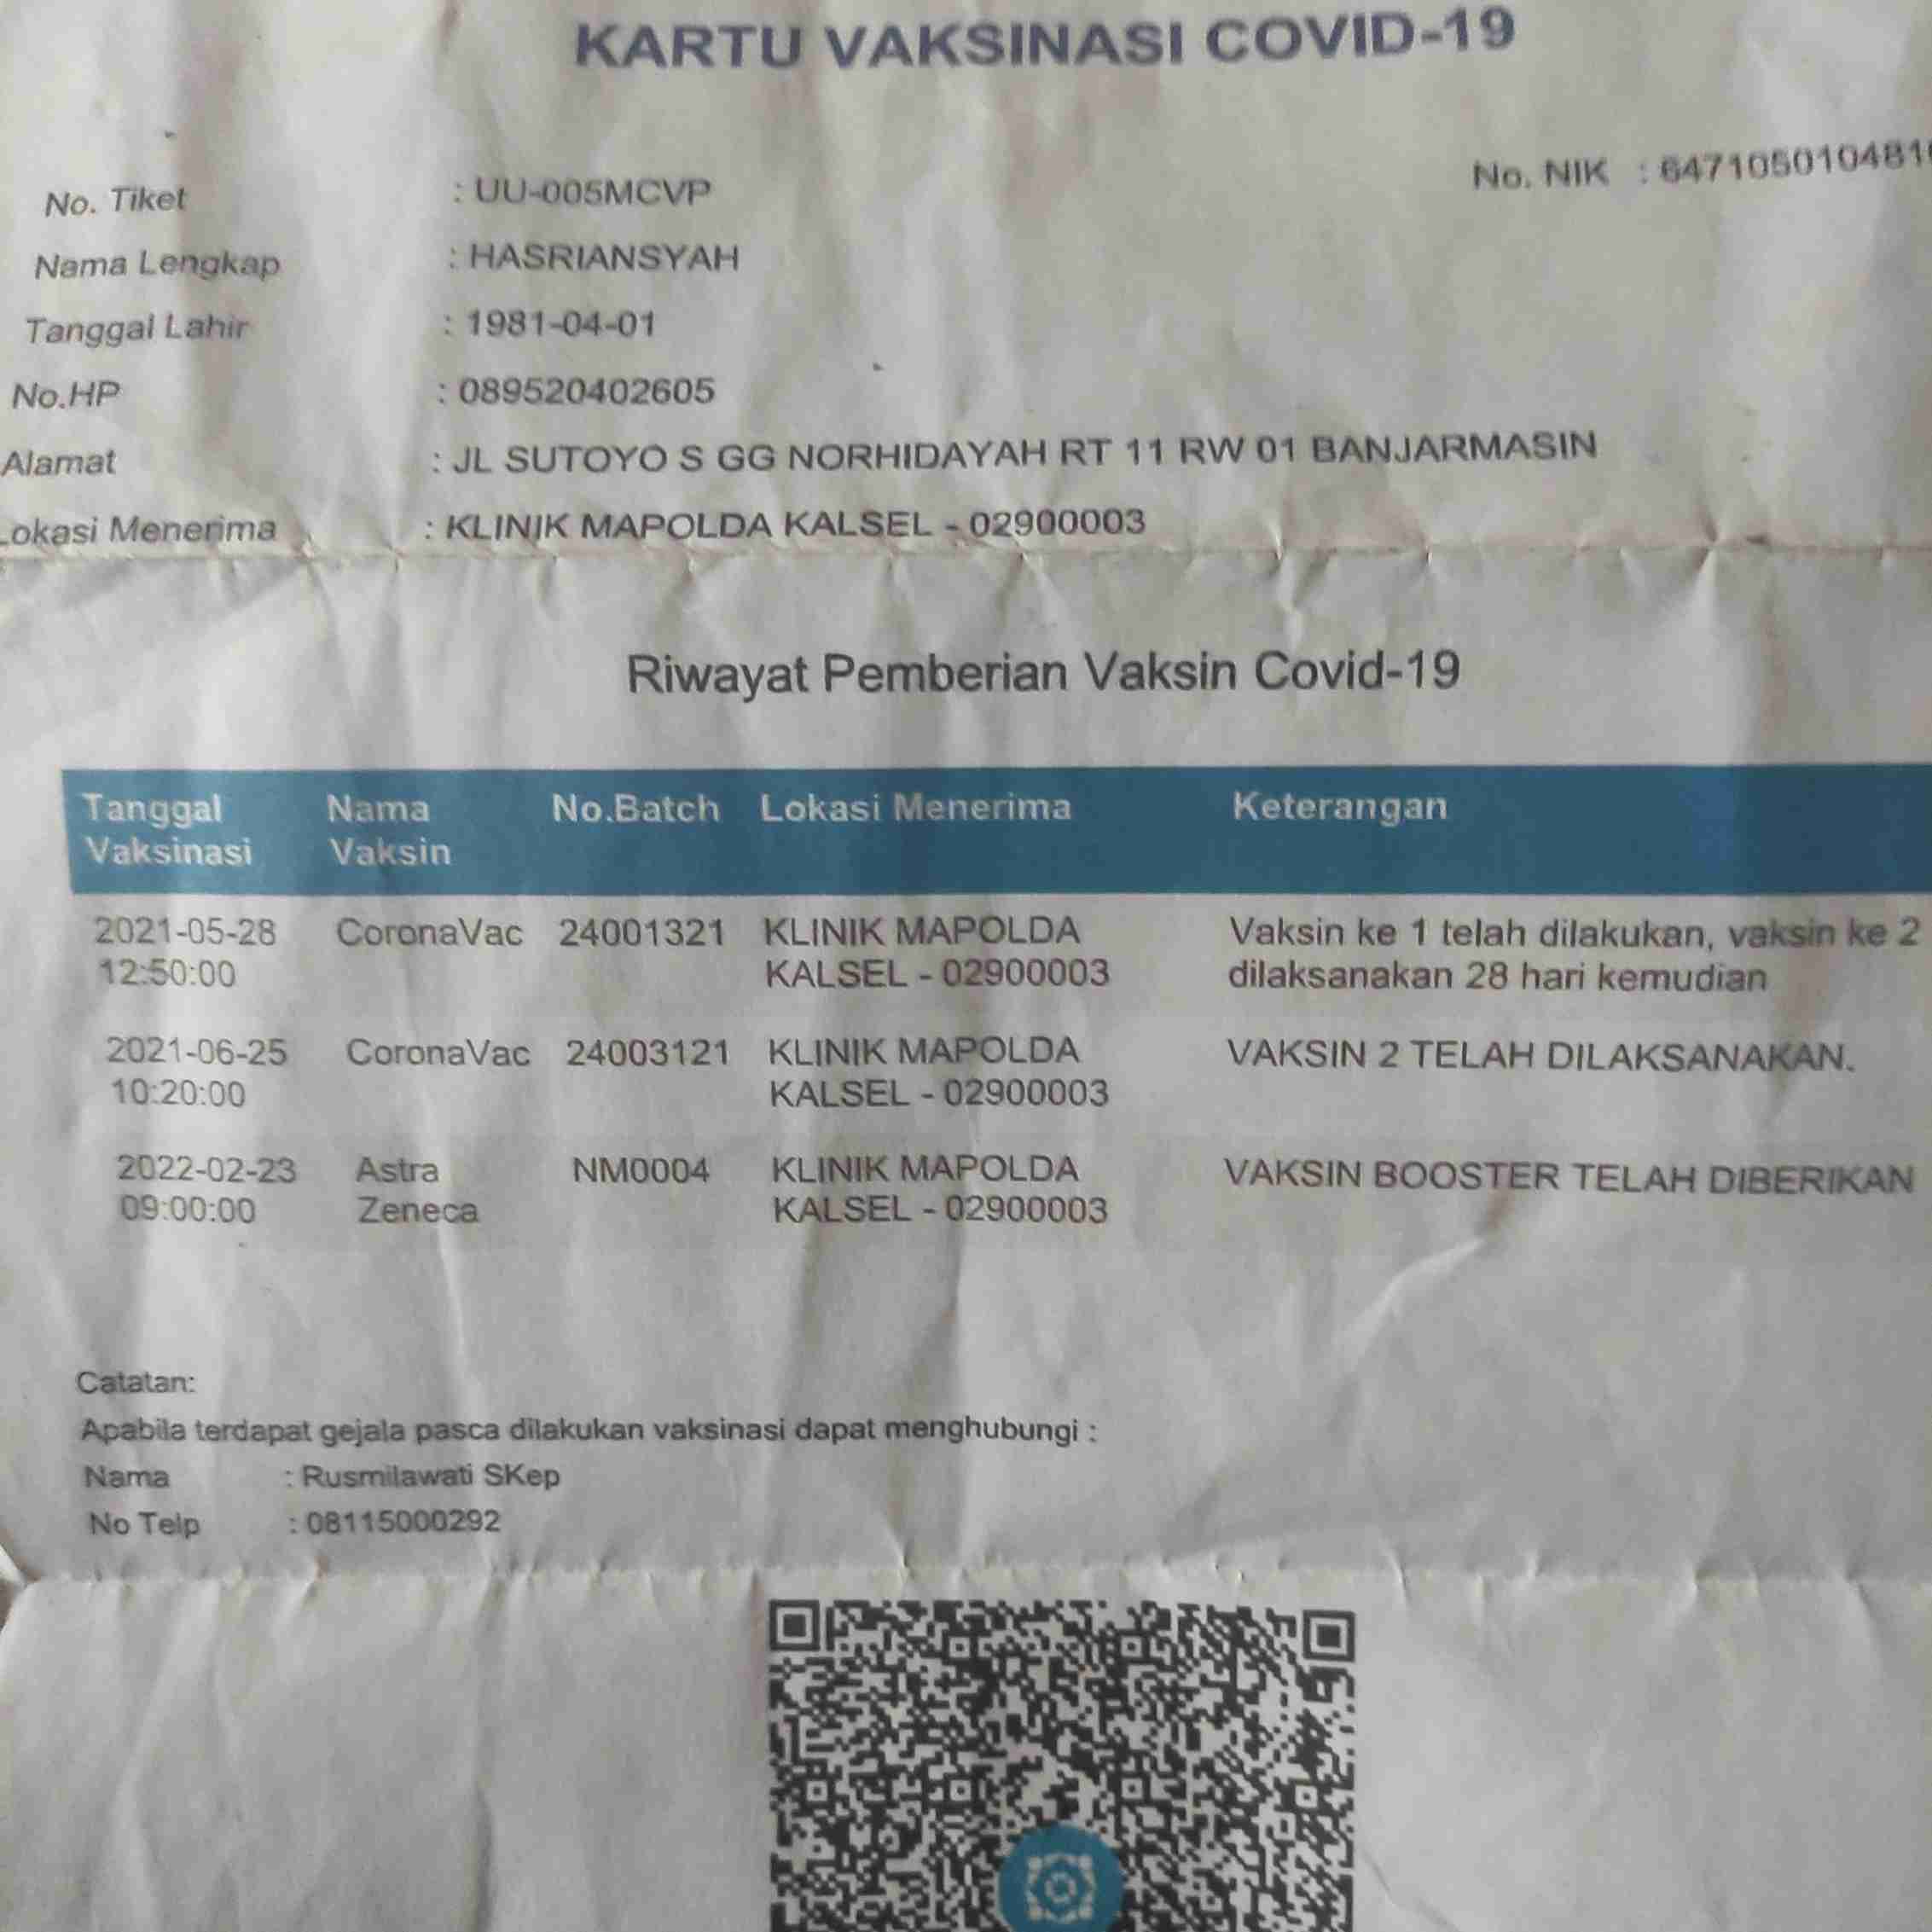 KARTU VAKSINASI COVID-19
No. NIK : 647105010481
No. Tiket : UU-005MCVP
Nama Lengkap : HASRIANSYAH
Tanggal Lahir : 1981-04-01
No.HP : 089520402605
Alamat : JL SUTOYO S GG NORHIDAYAH RT 11 RW 01 BANJARMASIN
Lokasi Menerima : KLINIK MAPOLDA KALSEL - 02900003
Riwayat Pemberian Vaksin Covid-19
Tanggal Nama No.Batch Lokasi Menerima Keterangan
Vaksinasi Vaksin
2021-05-28 CoronaVac 24001321 KLINIK MAPOLDA Vaksin ke 1 telah dilakukan, vaksin ke 2
12:50:00 KALSEL - 02900003 dilaksanakan 28 hari kemudian
2021-06-25 CoronaVac 24003121 KLINIK MAPOLDA VAKSIN 2 TELAH DILAKSANAKAN.
10:20:00 KALSEL - 02900003
2022-02-23 Astra NM0004 KLINIK MAPOLDA VAKSIN BOOSTER TELAH DIBERIKAN
09:00:00 Zeneca KALSEL - 02900003
Catatan:
Apabila terdapat gejala pasca dilakukan vaksinasi dapat menghubungi :
Nama : Rusmilawati SKep
No Telp : 08115000292